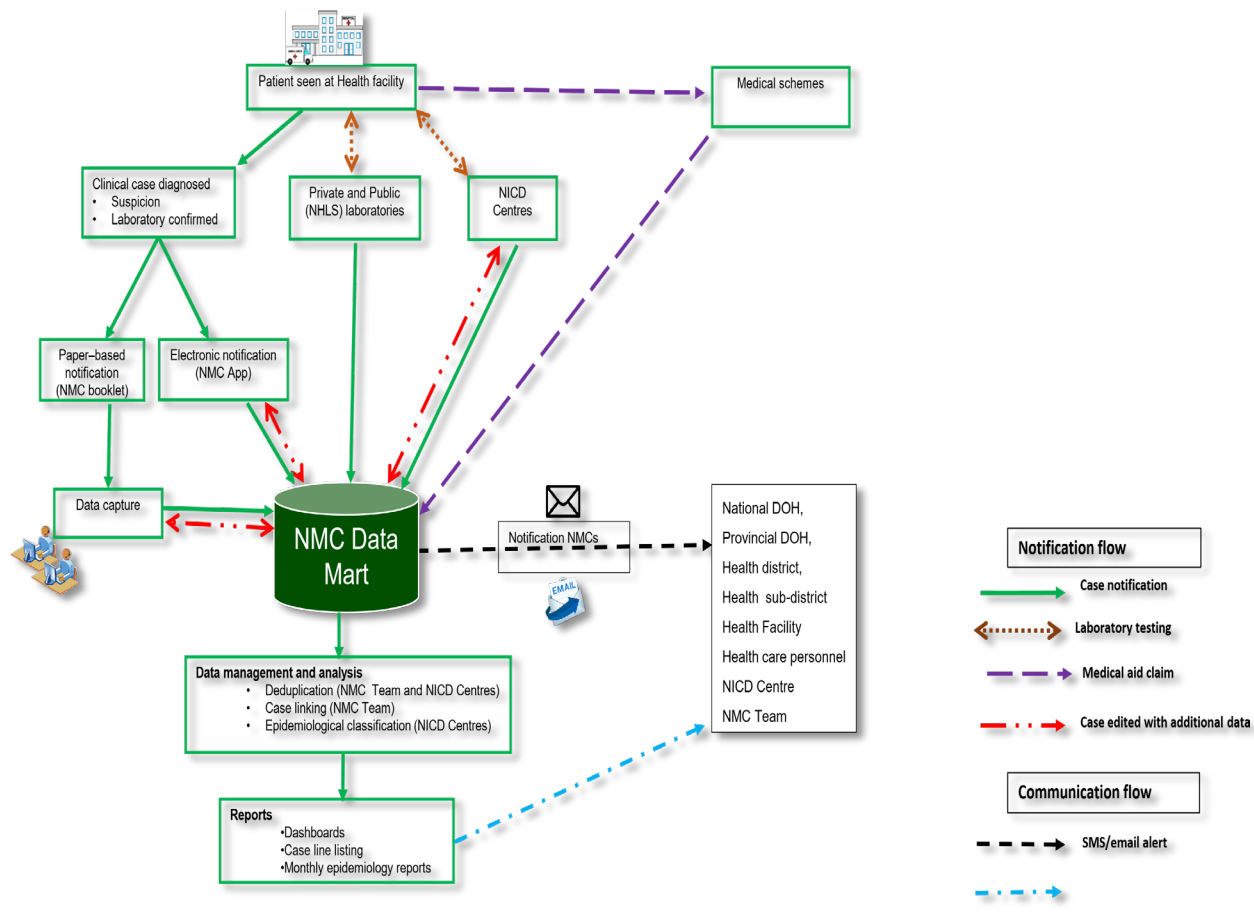 HOSPITAL
AMBULANCE
Patient seen at Health facility
Medical schemes
Clinical case diagnosed
• Suspicion
• Laboratory confirmed
Private and Public
(NHLS) laboratories
NICD
Centres
Paper–based
notification
(NMC booklet)
Electronic notification
(NMC App)
Data capture
NMC Data
Mart
Notification NMCs
EMAIL
National DOH,
Provincial DOH,
Health district,
Health sub-district
Health Facility
Health care personnel
NICD Centre
NMC Team
Data management and analysis
• Deduplication (NMC Team and NICD Centres)
• Case linking (NMC Team)
• Epidemiological classification (NICD Centres)
Reports
•Dashboards
•Case line listing
•Monthly epidemiology reports
Notification flow
Case notification
Laboratory testing
Medical aid claim
Case edited with additional data
Communication flow
SMS/email alert